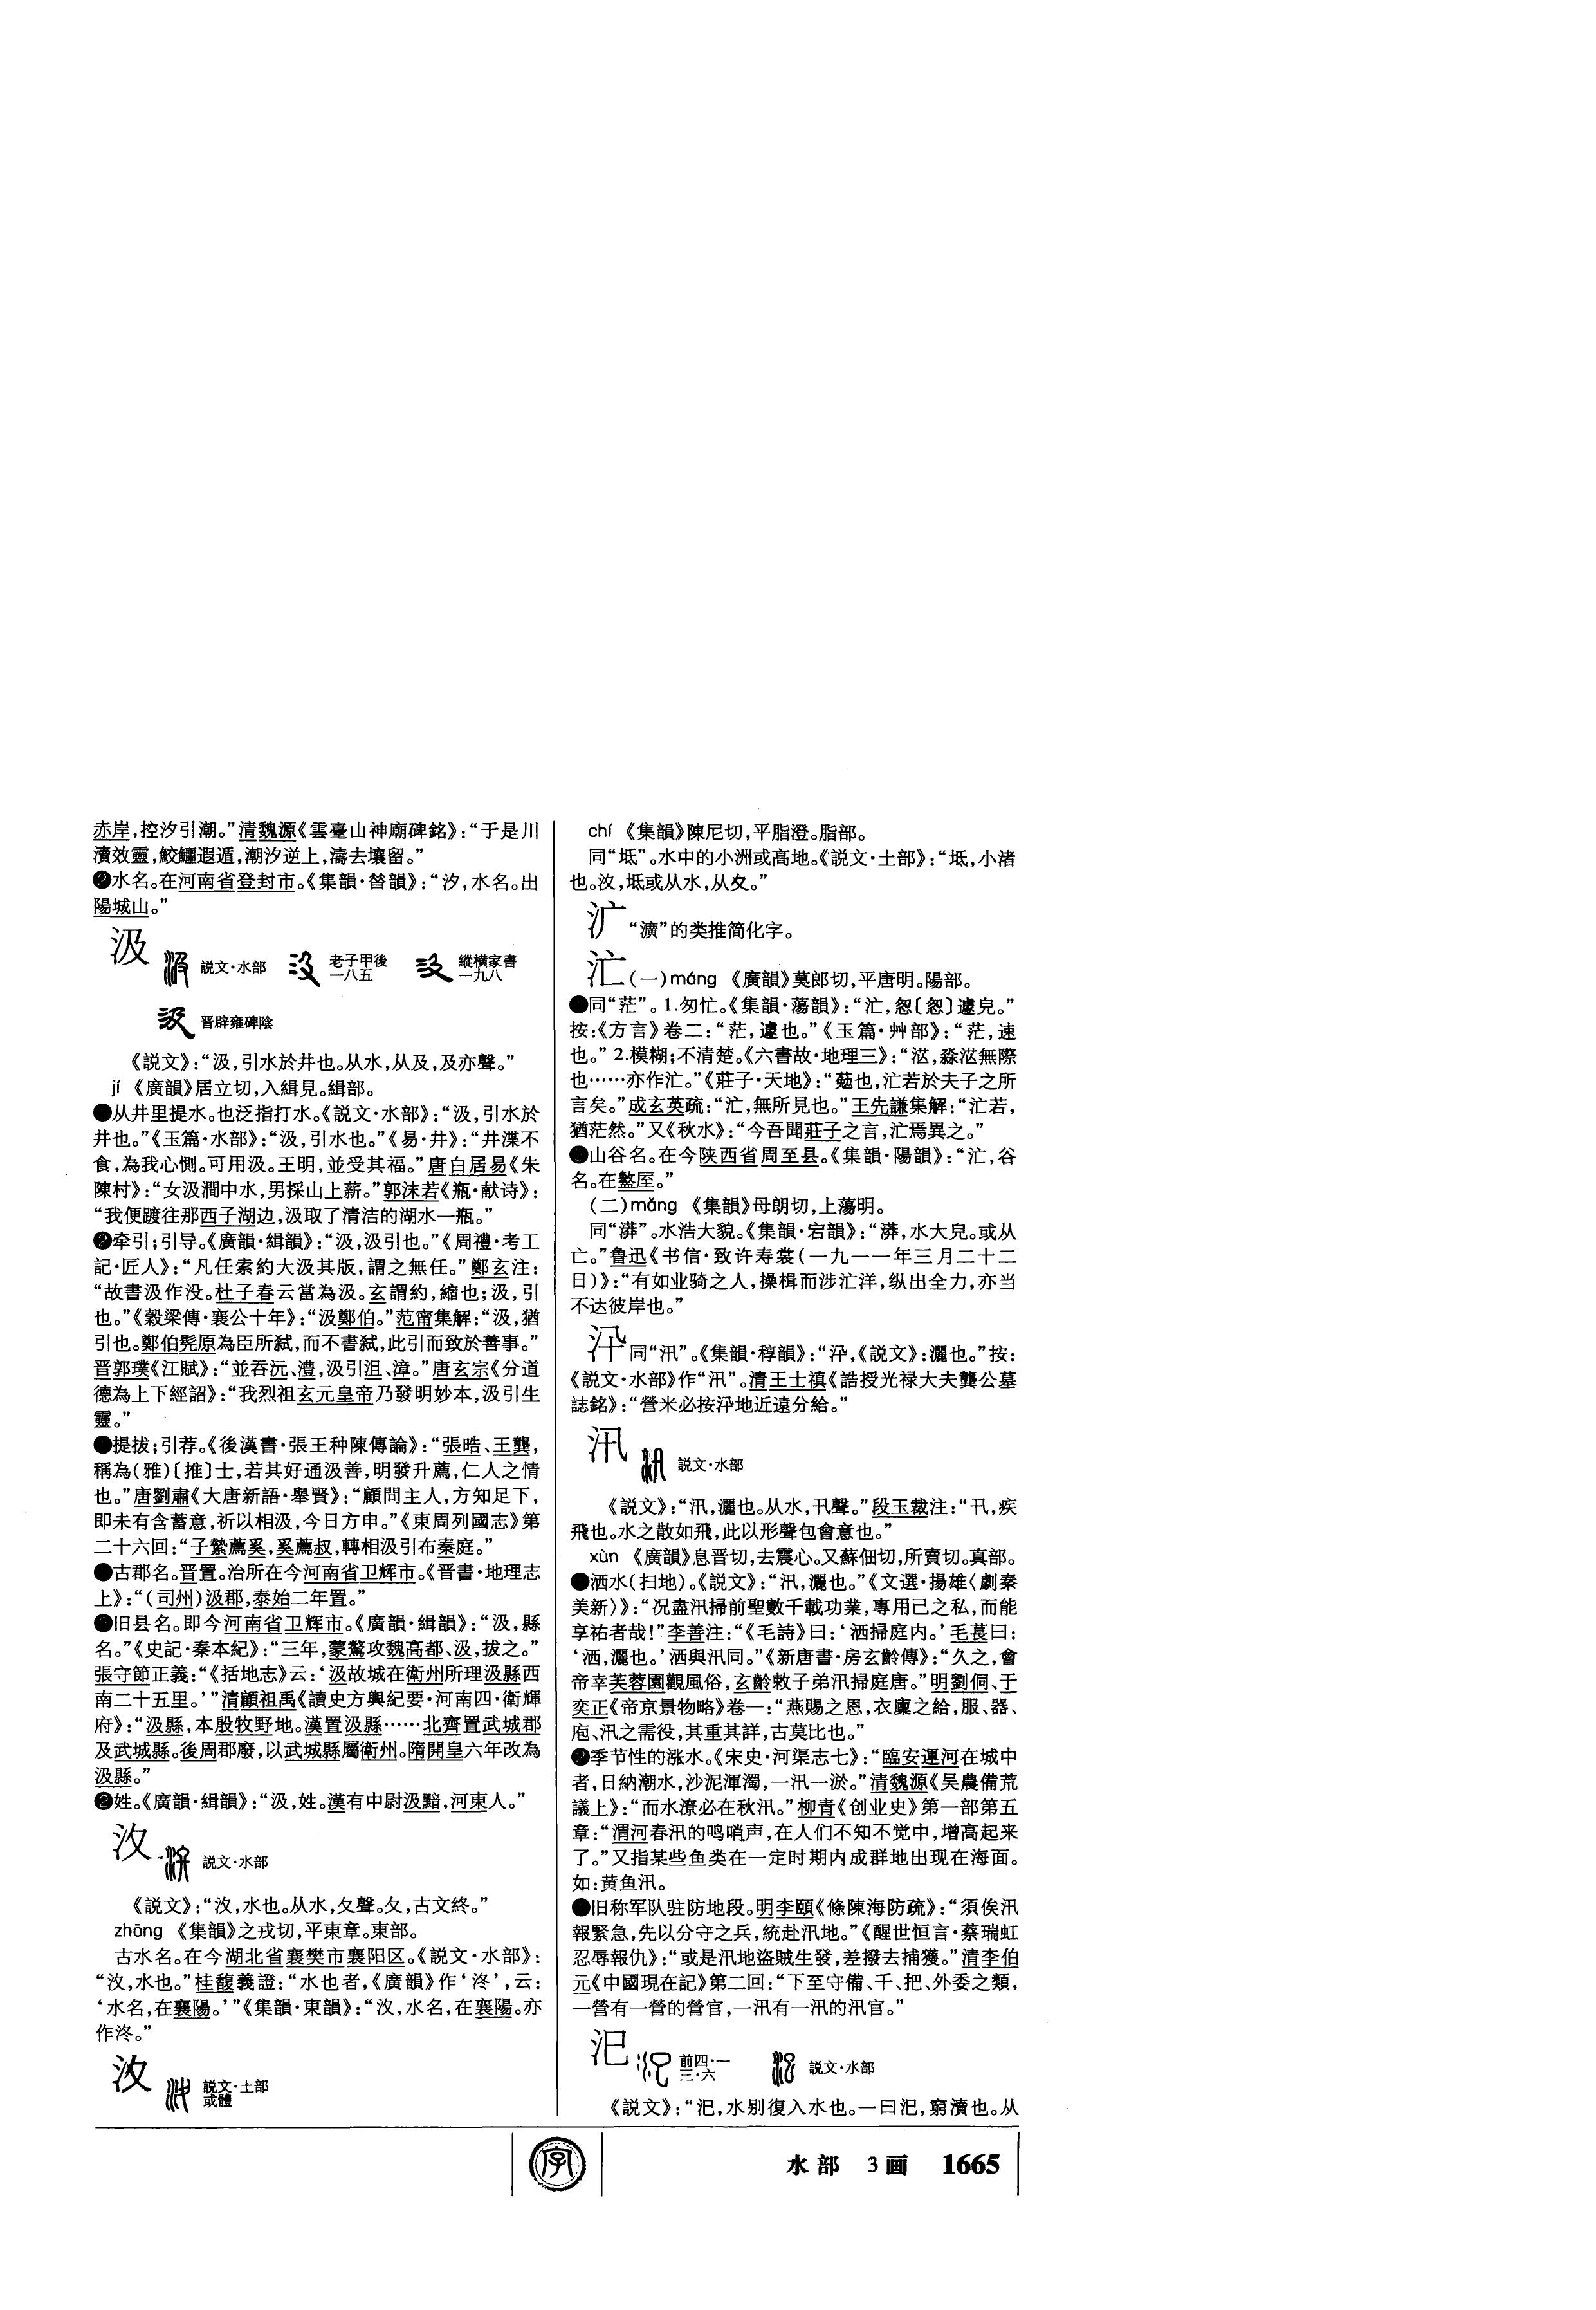 赤岸，控汐引潮。”清魏源《雲臺山神廟碑銘》：“于是川
瀆效靈，鮫鱷遐遁，潮汐逆上，濤去壤留。”
❷水名。在河南省登封市。《集韻·昝韻》：“汐，水名。出
陽城山。”
汲 説文·水部 老子甲後一八五 縱横家書一九八
晋辟雍碑陰
《説文》：“汲，引水於井也。从水，从及，及亦聲。”
jí 《廣韻》居立切，入緝見。緝部。
●从井里提水。也泛指打水。《説文·水部》：“汲，引水於
井也。”《玉篇·水部》：“汲，引水也。”《易·井》：“井渫不
食，為我心惻。可用汲。王明，並受其福。”唐白居易《朱
陳村》：“女汲澗中水，男採山上薪。”郭沫若《瓶·献诗》：
“我便踱往那西子湖边，汲取了清洁的湖水一瓶。”
❷牵引；引导。《廣韻·緝韻》：“汲，汲引也。”《周禮·考工
記·匠人》：“凡任索約大汲其版，謂之無任。”鄭玄注：
“故書汲作没。杜子春云當為汲。玄謂約，縮也；汲，引
也。”《穀梁傳·襄公十年》：“汲鄭伯。”范甯集解：“汲，猶
引也。鄭伯髡原為臣所弑，而不書弑，此引而致於善事。”
晋郭璞《江賦》：“並吞沅、澧，汲引沮、漳。”唐玄宗《分道
德為上下經詔》：“我烈祖玄元皇帝乃發明妙本，汲引生
靈。”
●提拔；引荐。《後漢書·張王种陳傳論》：“張晧、王龔，
稱為(雅)〔推〕士，若其好通汲善，明發升薦，仁人之情
也。”唐劉肅《大唐新語·舉賢》：“顧問主人，方知足下，
即未有含蓄意，祈以相汲，今日方申。”《東周列國志》第
二十六回：“子縶薦奚，奚薦叔，轉相汲引布秦庭。”
●古郡名。晋置。治所在今河南省卫辉市。《晋書·地理志
上》：“(司州)汲郡，泰始二年置。”
●旧县名。即今河南省卫辉市。《廣韻·緝韻》：“汲，縣
名。”《史記·秦本紀》：“三年，蒙驁攻魏高都、汲，拔之。”
張守節正義：“《括地志》云：‘汲故城在衛州所理汲縣西
南二十五里。’”清顧祖禹《讀史方輿紀要·河南四·衛輝
府》：“汲縣，本殷牧野地。漢置汲縣……北齊置武城郡
及武城縣。後周郡廢，以武城縣屬衛州。隋開皇六年改為
汲縣。”
❷姓。《廣韻·緝韻》：“汲，姓。漢有中尉汲黯，河東人。”
汷 説文·水部
《説文》：“汷，水也。从水，夂聲。夂，古文終。”
zhōng 《集韻》之戎切，平東章。東部。
古水名。在今湖北省襄樊市襄阳区。《説文·水部》：
“汷，水也。”桂馥義證：“水也者，《廣韻》作‘泈’，云：
‘水名，在襄陽。’”《集韻·東韻》：“汷，水名，在襄陽。亦
作泈。”
汷 説文·土部或體
chí 《集韻》陳尼切，平脂澄。脂部。
同“坻”。水中的小洲或高地。《説文·土部》：“坻，小渚
也。汷，坻或从水，从夂。”
㲿 “瀇”的类推简化字。
汒 (一)máng 《廣韻》莫郎切，平唐明。陽部。
●同“茫”。1.匆忙。《集韻·蕩韻》：“汒，怱〔怱〕遽皃。”
按：《方言》卷二：“茫，遽也。”《玉篇·艸部》：“茫，速
也。” 2.模糊；不清楚。《六書故·地理三》：“漭，淼漭無際
也……亦作汒。”《莊子·天地》：“蒍也，汒若於夫子之所
言矣。”成玄英疏：“汒，無所見也。”王先謙集解：“汒若，
猶茫然。”又《秋水》：“今吾聞莊子之言，汒焉異之。”
●山谷名。在今陕西省周至县。《集韻·陽韻》：“汒，谷
名。在盩厔。”
(二)mǎng 《集韻》母朗切，上蕩明。
同“漭”。水浩大貌。《集韻·宕韻》：“漭，水大皃。或从
亡。”鲁迅《书信·致许寿裳(一九一一年三月二十二
日)》：“有如业骑之人，操楫而涉汒洋，纵出全力，亦当
不达彼岸也。”
汘 同“汛”。《集韻·稕韻》：“汘，《説文》：灑也。”按：
《説文·水部》作“汛”。清王士禛《誥授光禄大夫龔公墓
誌銘》：“營米必按汘地近遠分給。”
汛 説文·水部
《説文》：“汛，灑也。从水，卂聲。”段玉裁注：“卂，疾
飛也。水之散如飛，此以形聲包會意也。”
xùn 《廣韻》息晋切，去震心。又蘇佃切，所賣切。真部。
●洒水(扫地)。《説文》：“汛，灑也。”《文選·揚雄〈劇秦
美新〉》：“况盡汛掃前聖數千載功業，專用己之私，而能
享祐者哉！”李善注：“《毛詩》曰：‘洒掃庭内。’毛萇曰：
‘洒，灑也。’洒與汛同。”《新唐書·房玄齡傳》：“久之，會
帝幸芙蓉園觀風俗，玄齡敕子弟汛掃庭唐。”明劉侗、于
奕正《帝京景物略》卷一：“燕賜之恩，衣廩之給，服、器、
庖、汛之需役，其重其詳，古莫比也。”
❷季节性的涨水。《宋史·河渠志七》：“臨安運河在城中
者，日納潮水，沙泥渾濁，一汛一淤。”清魏源《吴農備荒
議上》：“而水潦必在秋汛。”柳青《创业史》第一部第五
章：“渭河春汛的鸣哨声，在人们不知不觉中，增高起来
了。”又指某些鱼类在一定时期内成群地出现在海面。
如：黄鱼汛。
●旧称军队驻防地段。明李頤《條陳海防疏》：“須俟汛
報緊急，先以分守之兵，統赴汛地。”《醒世恒言·蔡瑞虹
忍辱報仇》：“或是汛地盗賊生發，差撥去捕獲。”清李伯
元《中國現在記》第二回：“下至守備、千、把、外委之類，
一營有一營的營官，一汛有一汛的汛官。”
汜 前四·一三·六 説文·水部
《説文》：“汜，水别復入水也。一曰汜，窮瀆也。从
字
水部 3画 1665